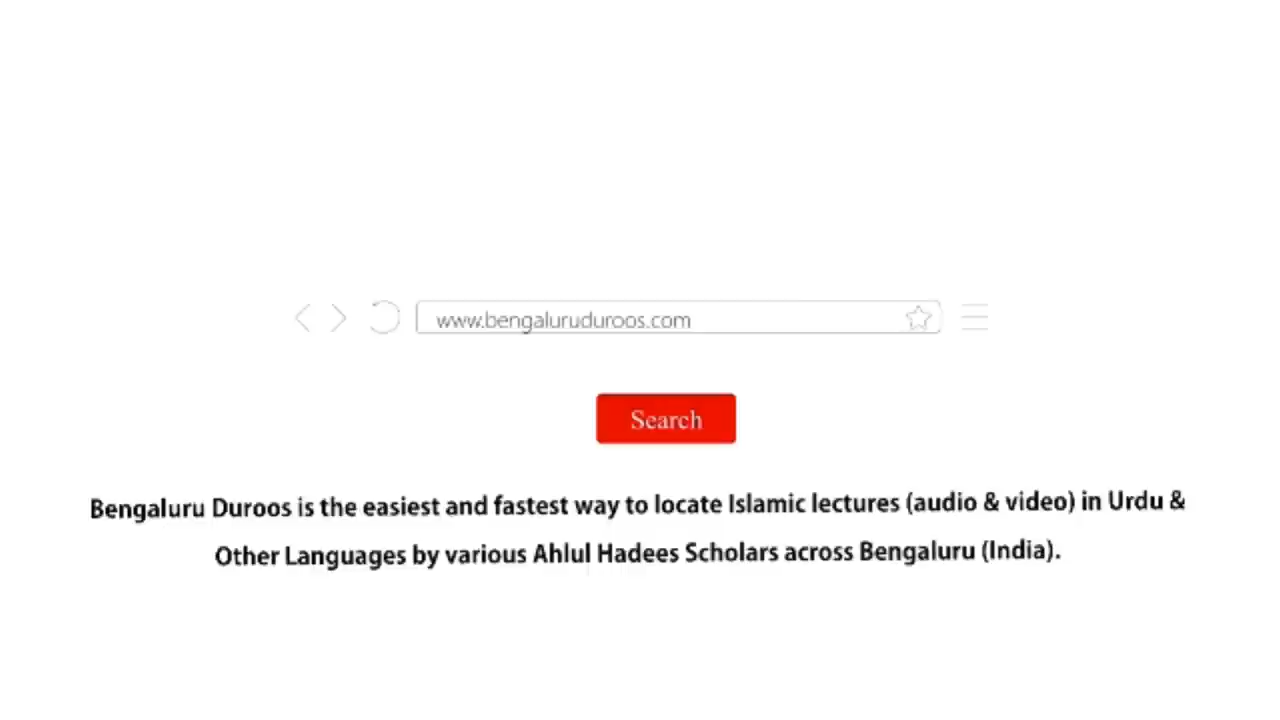 www.bengaluruduroos.com
Search
Bengaluru Duroos is the easiest and fastest way to locate Islamic lectures (audio & video) in Urdu &
Other Languages by various Ahlul Hadees Scholars across Bengaluru (India).